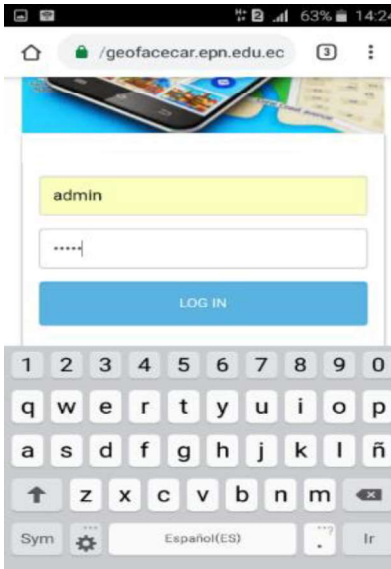 63% 14:24
/geofacecar.epn.edu.ec 3
admin
•••••
LOG IN
1 2 3 4 5 6 7 8 9 0
q w e r t y u i o p
a s d f g h j k l ñ
z x c v b n m
Sym Español(ES) . Ir